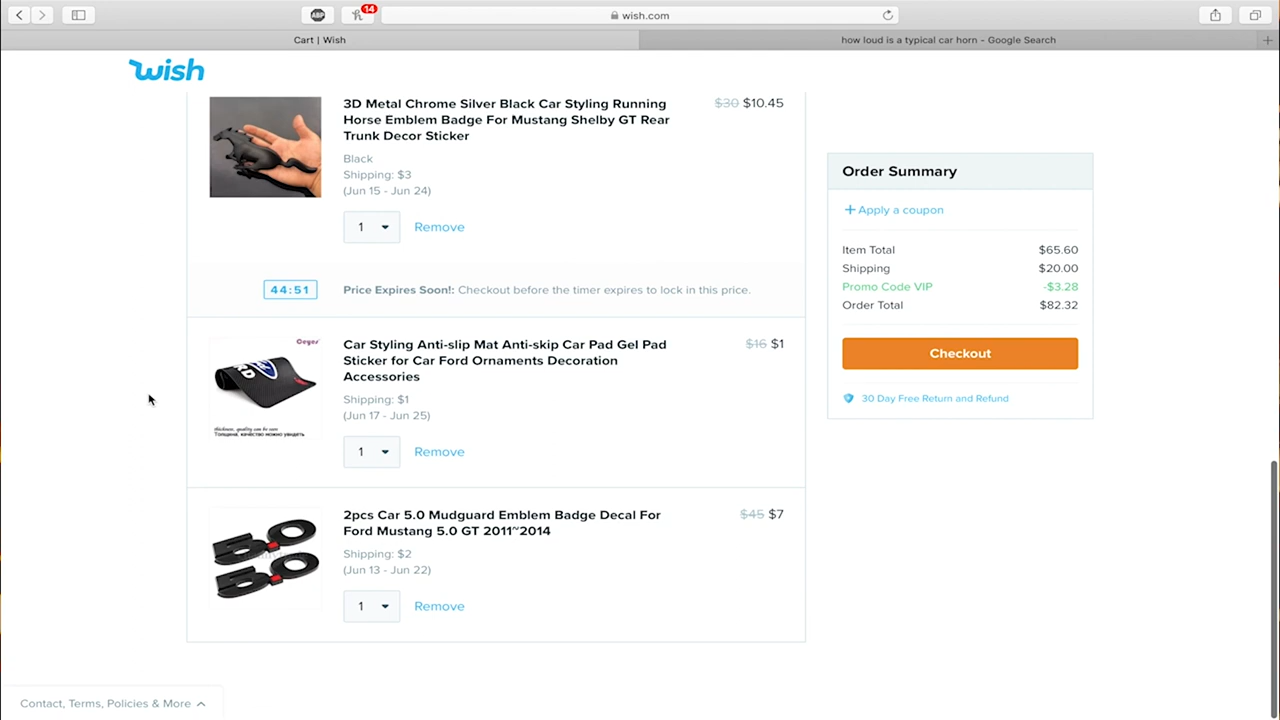 14
wish.com
Cart | Wish
how loud is a typical car horn - Google Search
wish
3D Metal Chrome Silver Black Car Styling Running
Horse Emblem Badge For Mustang Shelby GT Rear
Trunk Decor Sticker
$30 $10.45
Black
Shipping: $3
(Jun 15 - Jun 24)
1
Remove
44:51
Price Expires Soon!: Checkout before the timer expires to lock in this price.
Car Styling Anti-slip Mat Anti-skip Car Pad Gel Pad
Sticker for Car Ford Ornaments Decoration
Accessories
$16 $1
Shipping: $1
(Jun 17 - Jun 25)
1
Remove
2pcs Car 5.0 Mudguard Emblem Badge Decal For
Ford Mustang 5.0 GT 2011~2014
$45 $7
Shipping: $2
(Jun 13 - Jun 22)
1
Remove
5.0
5.0
Order Summary
+ Apply a coupon
Item Total $65.60
Shipping $20.00
Promo Code VIP -$3.28
Order Total $82.32
Checkout
30 Day Free Return and Refund
Contact, Terms, Policies & More